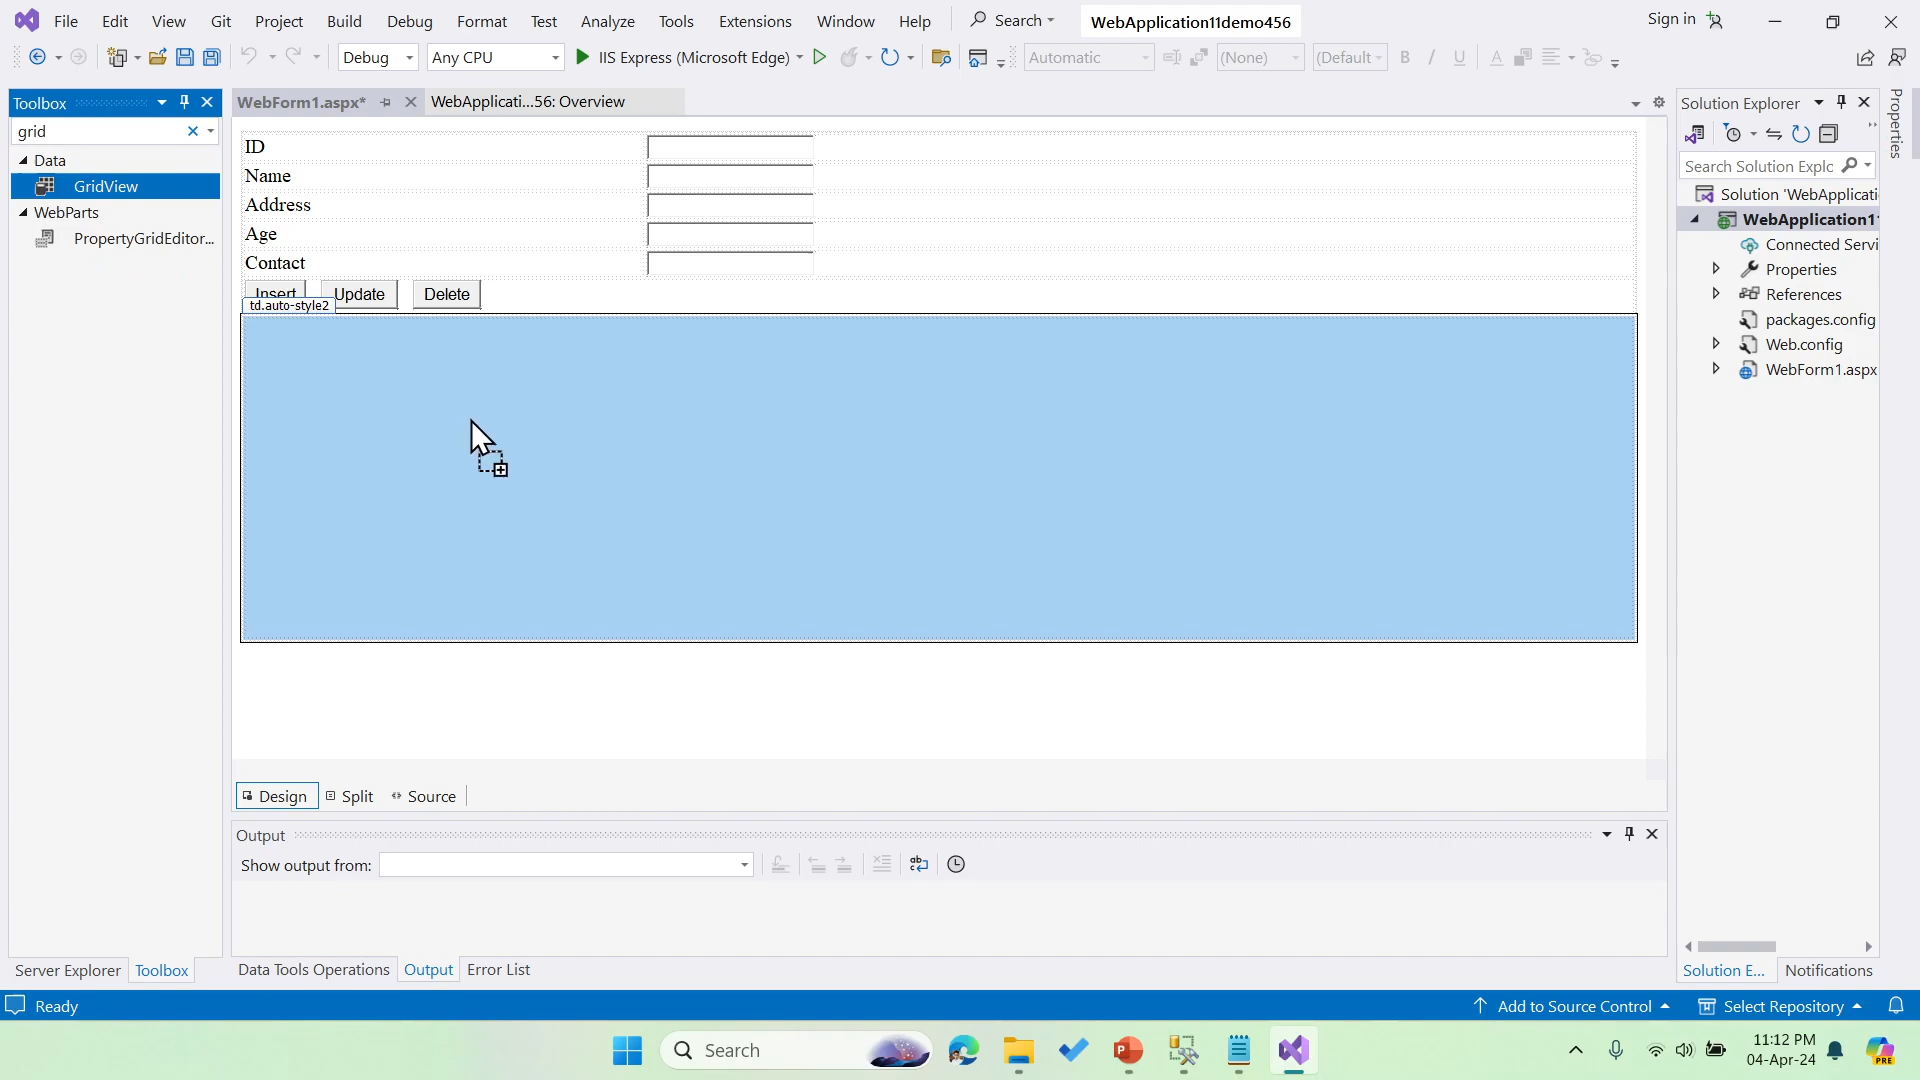 File Edit View Git Project Build Debug Format Test Analyze Tools Extensions Window Help Search WebApplication11demo456 Sign in
Debug Any CPU IIS Express (Microsoft Edge) Automatic (None) (Default B I U A
Toolbox
grid
Data
GridView
WebParts
PropertyGridEditor...
WebForm1.aspx* WebApplicati...56: Overview
ID
Name
Address
Age
Contact
Insert Update Delete
td.auto-style2
Design Split Source
Output
Show output from:
Data Tools Operations Output Error List
Server Explorer Toolbox
Solution Explorer
Search Solution Explc
Solution 'WebApplicati
WebApplication1
Connected Servi
Properties
References
packages.config
Web.config
WebForm1.aspx
Solution E... Notifications
Properties
Ready Add to Source Control Select Repository
Search
11:12 PM
04-Apr-24
PRE